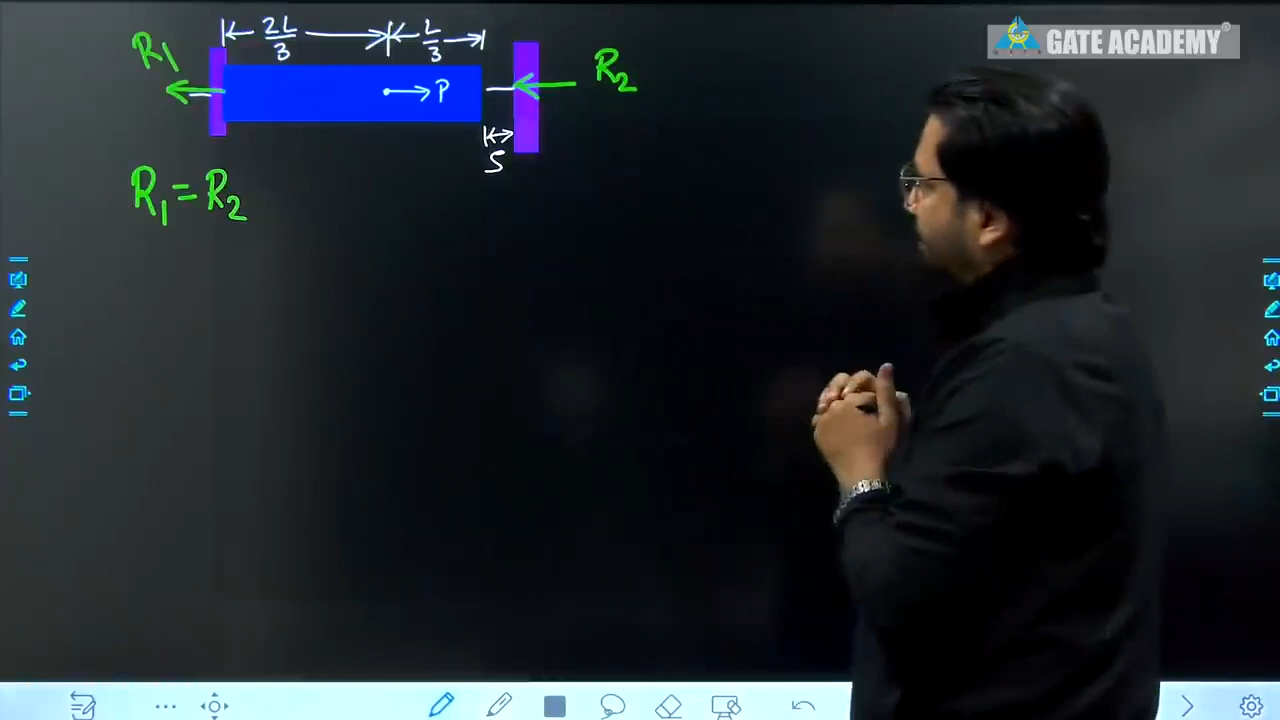 2L/3 L/3
GATE ACADEMY
R₁ P R₂
S
R₁ = R₂